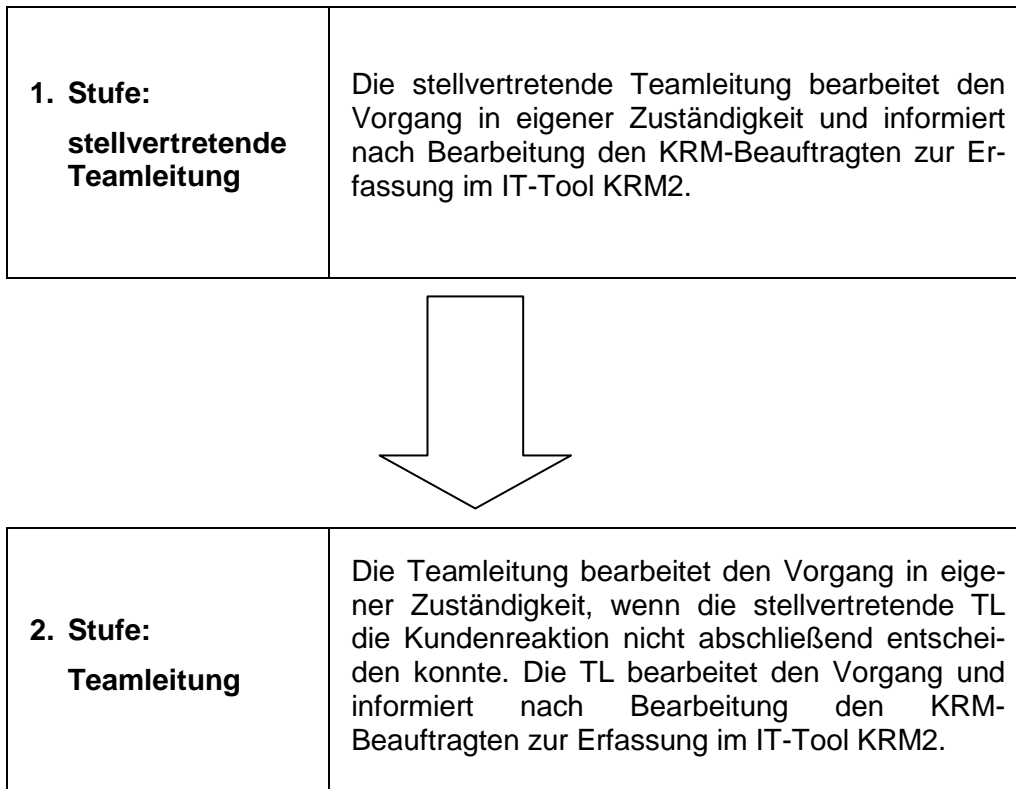 1. Stufe:
stellvertretende
Teamleitung
Die stellvertretende Teamleitung bearbeitet den
Vorgang in eigener Zuständigkeit und informiert
nach Bearbeitung den KRM-Beauftragten zur Er-
fassung im IT-Tool KRM2.
2. Stufe:
Teamleitung
Die Teamleitung bearbeitet den Vorgang in eige-
ner Zuständigkeit, wenn die stellvertretende TL
die Kundenreaktion nicht abschließend entschei-
den konnte. Die TL bearbeitet den Vorgang und
informiert nach Bearbeitung den KRM-
Beauftragten zur Erfassung im IT-Tool KRM2.